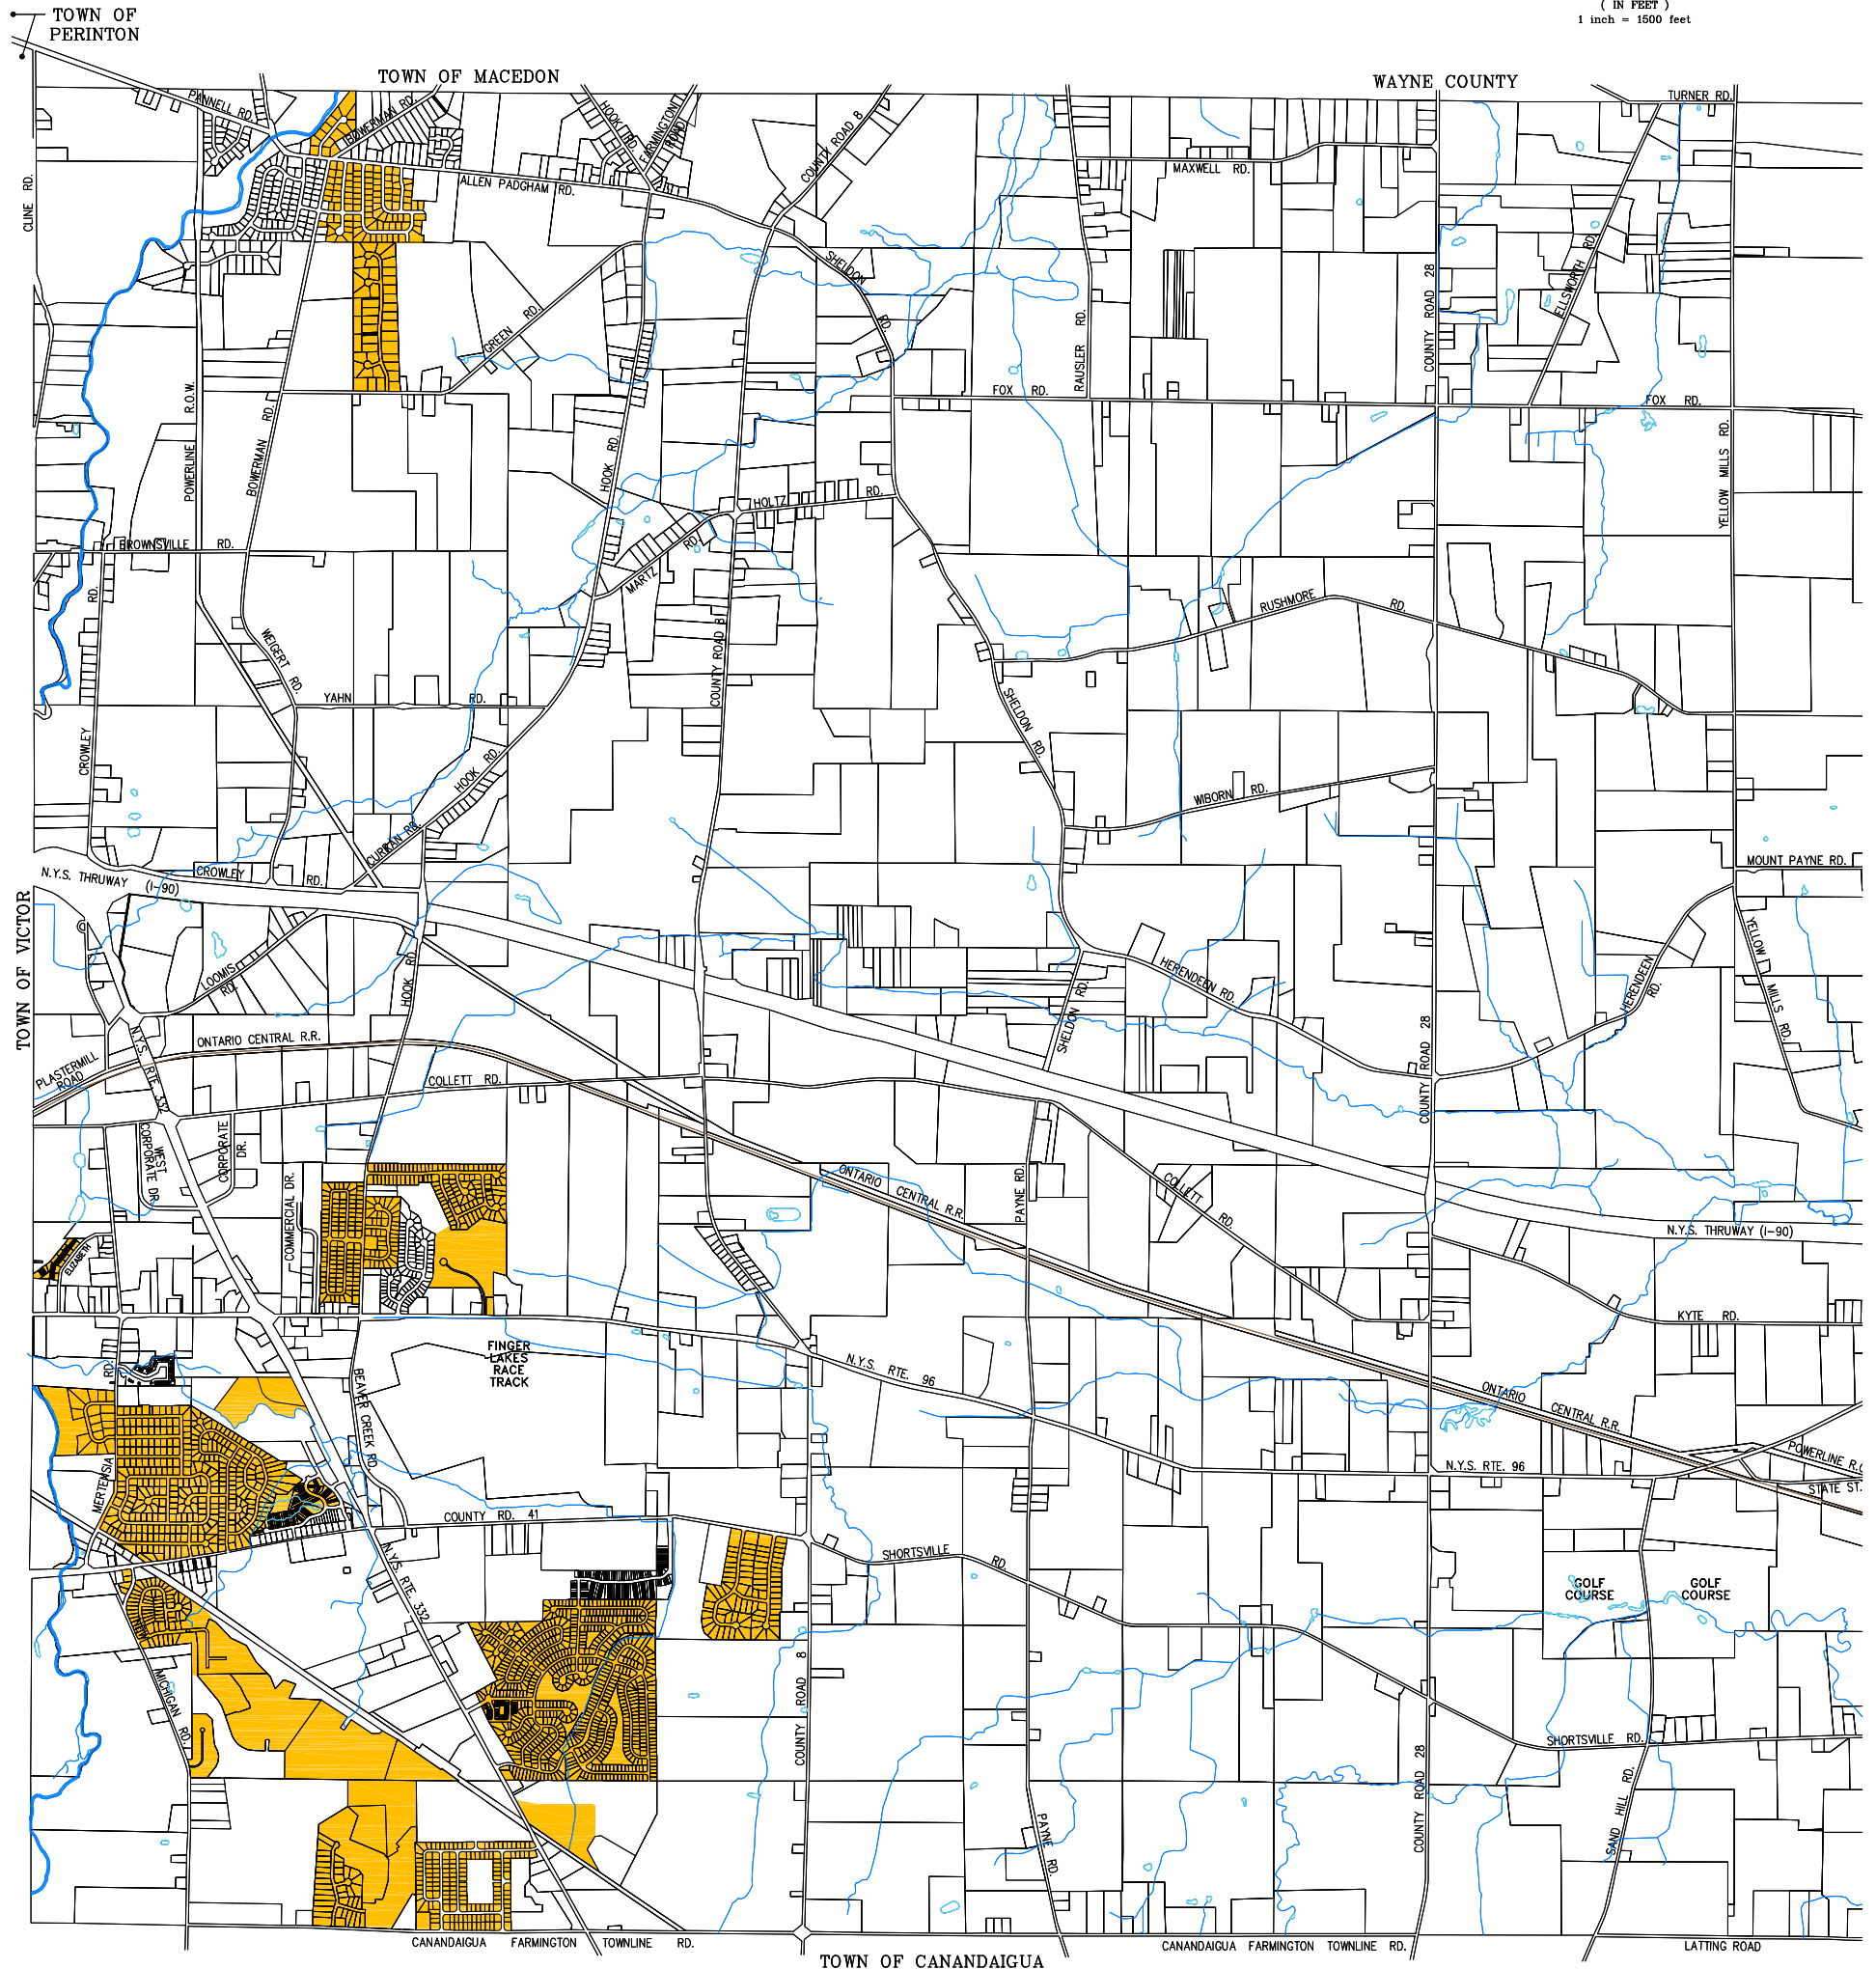 TOWN OF
PERINTON
( IN FEET )
1 inch = 1500 feet
TOWN OF MACEDON
WAYNE COUNTY
TURNER RD.
PANNELL RD.
BOWERMAN RD.
HOOK RD.
FARMINGTON
ROAD
COUNTY ROAD 8
MAXWELL RD.
ALLEN PADGHAM RD.
CLINE RD.
SHELDON
RD.
GREEN RD.
ELLSWORTH RD.
COUNTY ROAD 28
RAUSLER RD.
FOX RD.
FOX RD.
POWERLINE R.O.W.
BOWERMAN RD.
HOOK RD.
YELLOW MILLS RD.
HOLTZ RD.
BROWNSVILLE RD.
MARTZ RD.
RUSHMORE RD.
CROWLEY RD.
WEIGERT RD.
COUNTY ROAD 8
YAHN RD.
SHELDON RD.
HOOK RD.
WIBORN RD.
CURRAN RD.
MOUNT PAYNE RD.
N.Y.S. THRUWAY (I-90)
CROWLEY RD.
TOWN OF VICTOR
LOOMIS
RD.
HOOK RD.
HERENDEEN RD.
HERENDEEN
RD.
YELLOW MILLS RD.
SHELDON RD.
COUNTY ROAD 28
N.Y.S. RTE 332
ONTARIO CENTRAL R.R.
PLASTERMILL
ROAD
COLLETT RD.
WEST
CORPORATE DR.
CORPORATE
DR.
COMMERCIAL DR.
ONTARIO CENTRAL R.R.
PAYNE RD.
COLLETT RD.
N.Y.S. THRUWAY (I-90)
ELIZABETH
KYTE RD.
FINGER
LAKES
RACE
TRACK
N.Y.S. RTE. 96
BEAVER CREEK RD.
MERTENSIA RD.
ONTARIO CENTRAL R.R.
N.Y.S. RTE. 96
POWERLINE R.
STATE ST.
COUNTY RD. 41
N.Y.S. RTE. 332
SHORTSVILLE RD.
GOLF
COURSE
GOLF
COURSE
MICHIGAN RD.
COUNTY ROAD 8
SHORTSVILLE RD.
COUNTY ROAD 28
SAND HILL RD.
PAYNE RD.
CANANDAIGUA FARMINGTON TOWNLINE RD.
TOWN OF CANANDAIGUA
CANANDAIGUA FARMINGTON TOWNLINE RD.
LATTING ROAD